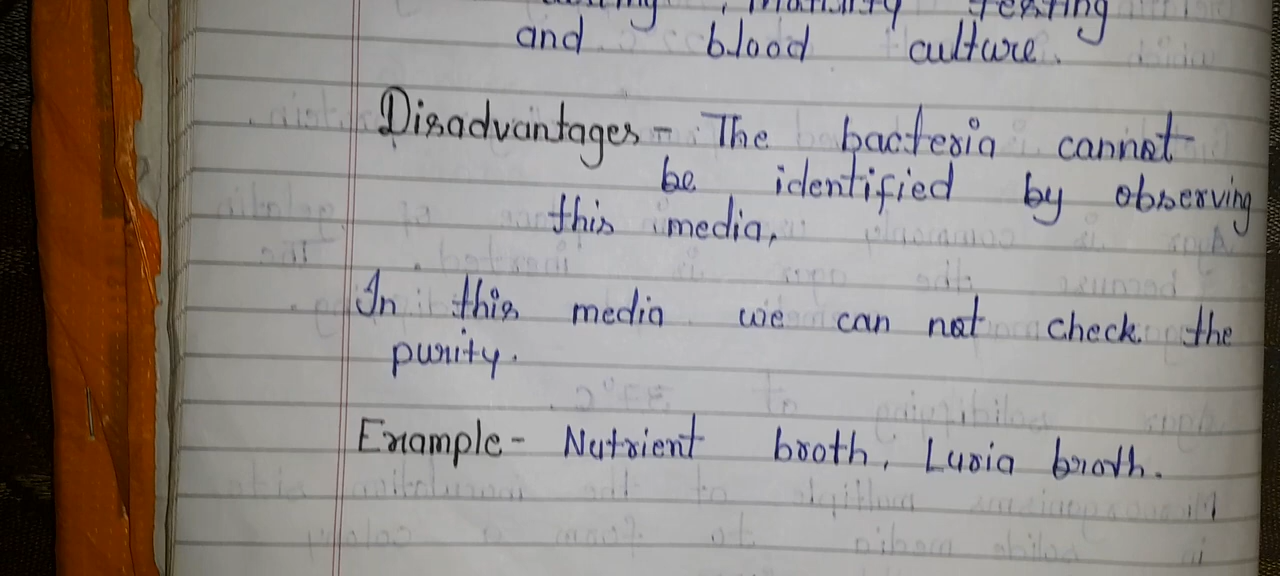 testing
and blood culture.
Disadvantages - The bacteria cannot
be identified by observing
this media,
In this media we can not check the
purity.
Example - Nutrient broth, Luria broth.